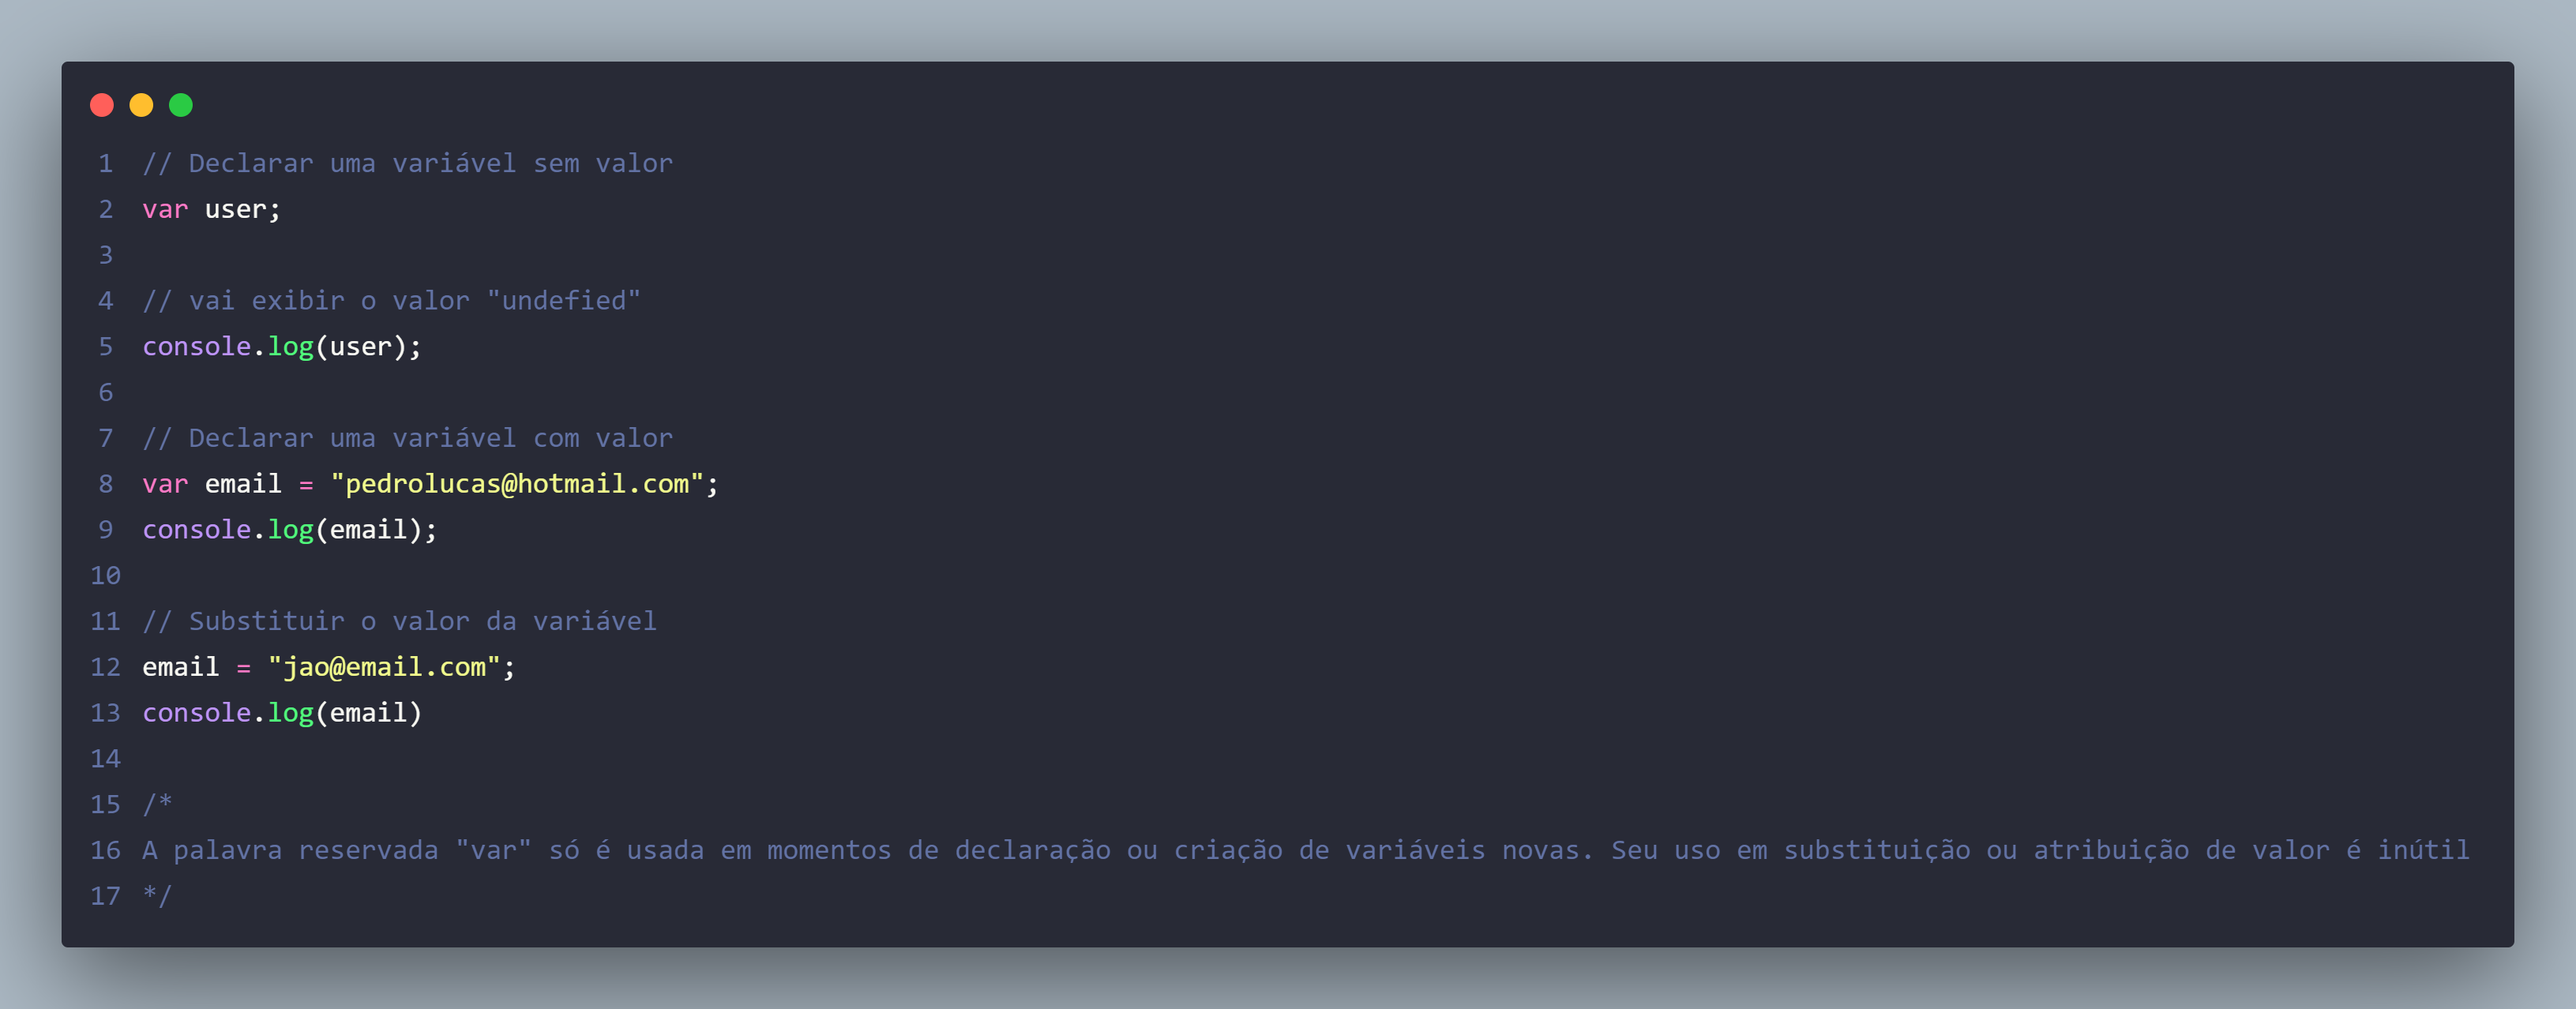 1 // Declarar uma variável sem valor
2 var user;
3
4 // vai exibir o valor "undefied"
5 console.log(user);
6
7 // Declarar uma variável com valor
8 var email = "pedrolucas@hotmail.com";
9 console.log(email);
10
11 // Substituir o valor da variável
12 email = "jao@email.com";
13 console.log(email)
14
15 /*
16 A palavra reservada "var" só é usada em momentos de declaração ou criação de variáveis novas. Seu uso em substituição ou atribuição de valor é inútil
17 */